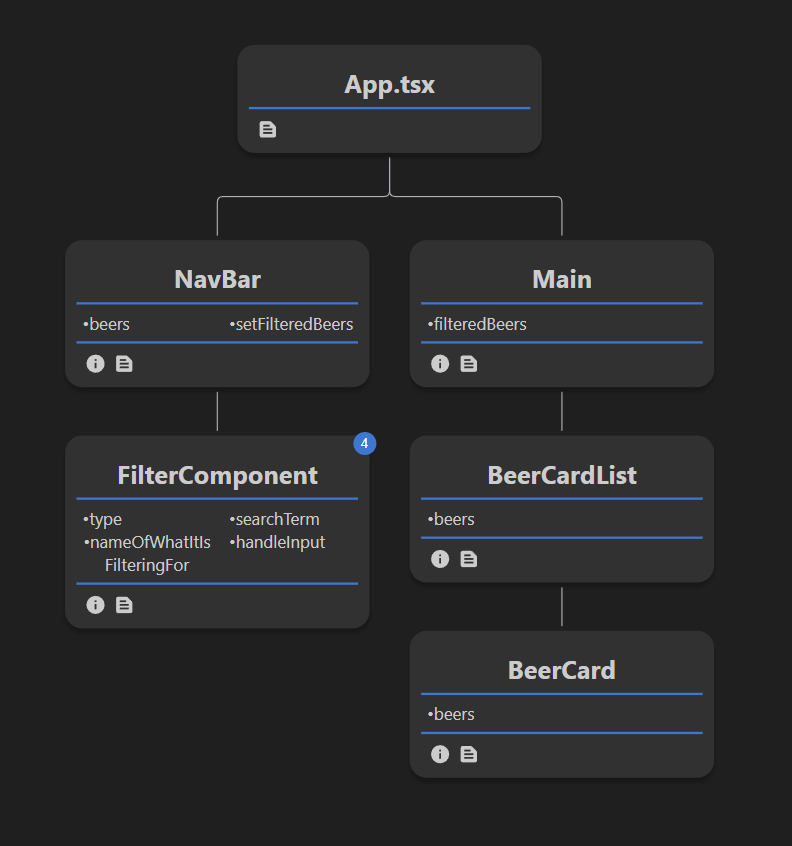 App.tsx
NavBar
•beers •setFilteredBeers
Main
•filteredBeers
4
FilterComponent
•type •searchTerm
•nameOfWhatItIs •handleInput
FilteringFor
BeerCardList
•beers
BeerCard
•beers